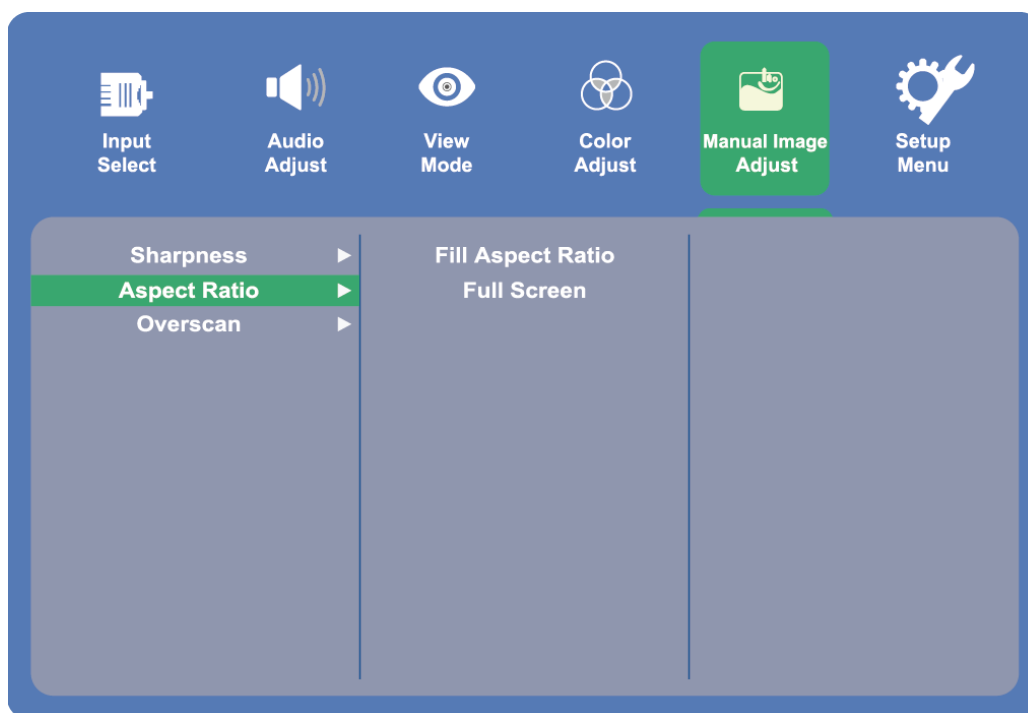 Input
Select
Audio
Adjust
View
Mode
Color
Adjust
Manual Image
Adjust
Setup
Menu
Sharpness
Aspect Ratio
Overscan
Fill Aspect Ratio
Full Screen